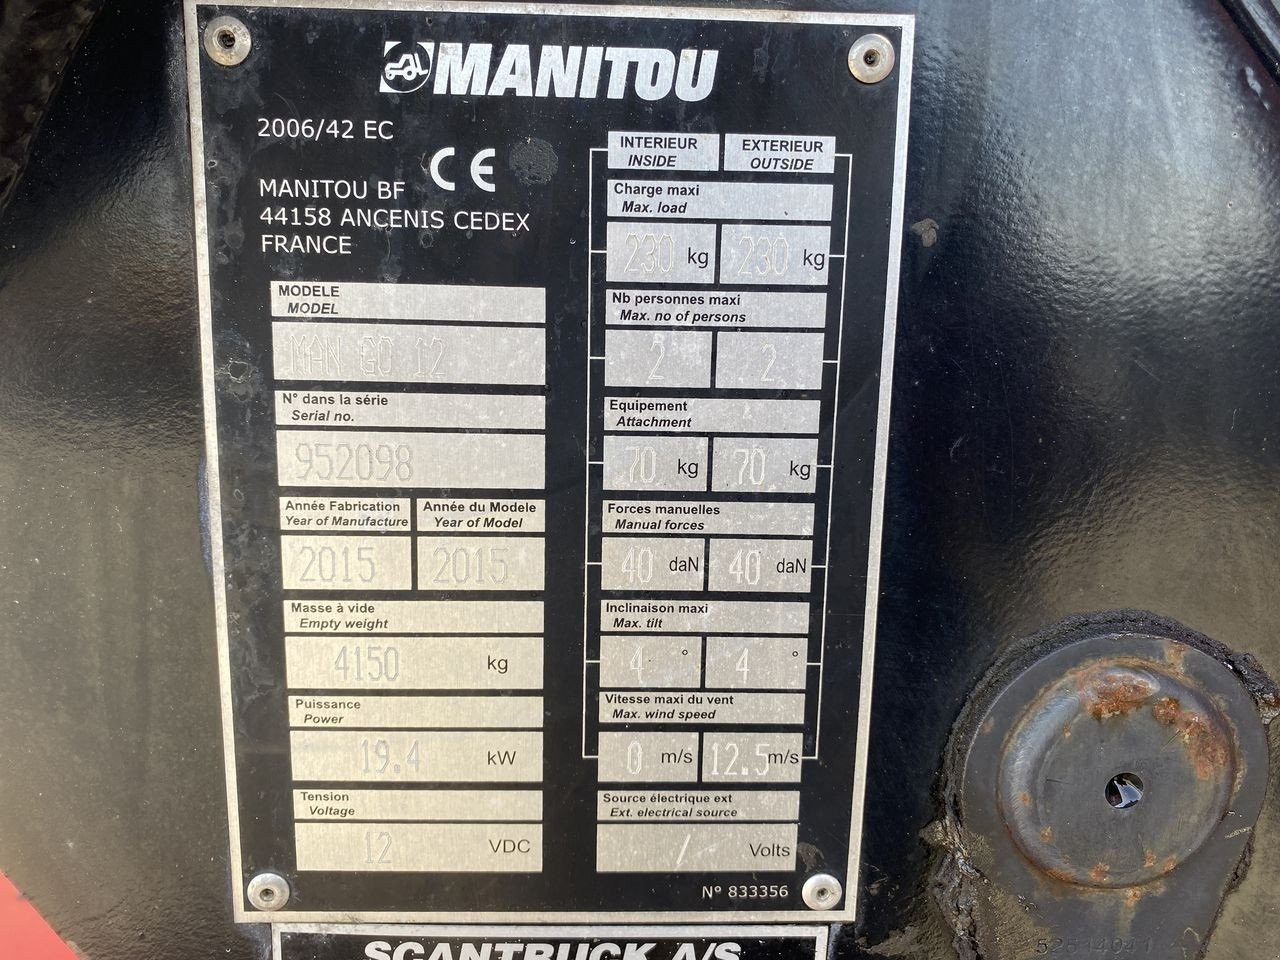 MANITOU
2006/42 EC
CE
MANITOU BF
44158 ANCENIS CEDEX
FRANCE
MODELE
MODEL
MAN GO 12
N° dans la série
Serial no.
952098
Année Fabrication
Year of Manufacture
Année du Modele
Year of Model
2015
2015
Masse à vide
Empty weight
4150 kg
Puissance
Power
19.4 kW
Tension
Voltage
12 VDC
INTERIEUR
INSIDE
EXTERIEUR
OUTSIDE
Charge maxi
Max. load
230 kg 230 kg
Nb personnes maxi
Max. no of persons
2 2
Equipement
Attachment
70 kg 70 kg
Forces manuelles
Manual forces
40 daN 40 daN
Inclinaison maxi
Max. tilt
4 ° 4 °
Vitesse maxi du vent
Max. wind speed
0 m/s 12.5 m/s
Source électrique ext
Ext. electrical source
/ Volts
Nº 833356
SCANTRUCK A/S